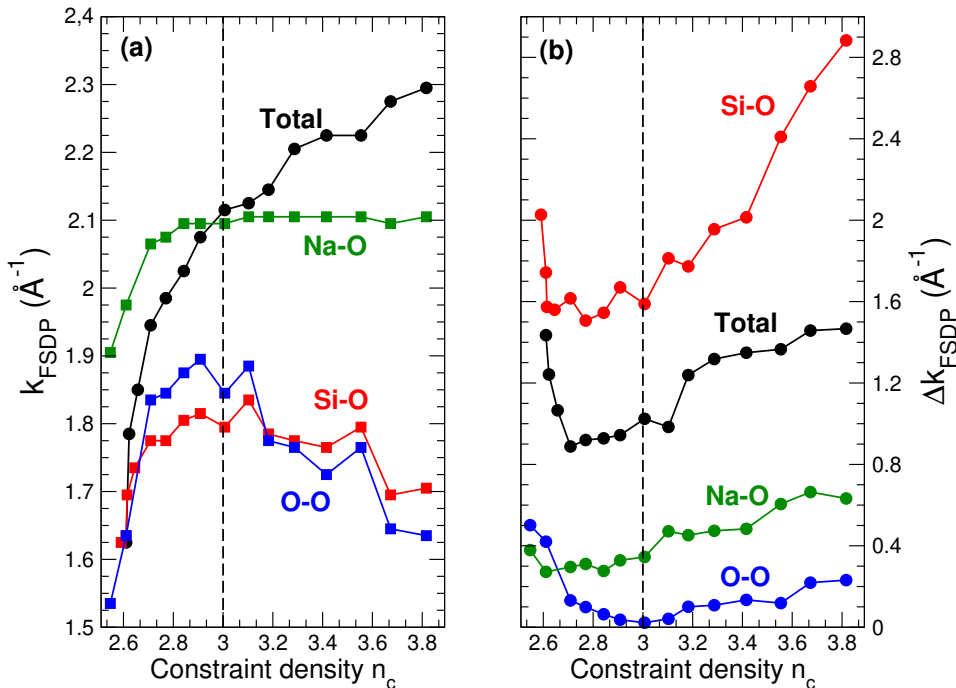 (a)
Total
Na-O
Si-O
O-O
2,4
2.3
2.2
2.1
2
1.9
1.8
1.7
1.6
1.5
2.6
2.8
3
3.2
3.4
3.6
3.8
k_FSDP (Å^-1)
Constraint density n_c
(b)
Si-O
Total
Na-O
O-O
2.8
2.4
2
1.6
1.2
0.8
0.4
0
2.6
2.8
3
3.2
3.4
3.6
3.8
Δk_FSDP (Å^-1)
Constraint density n_c